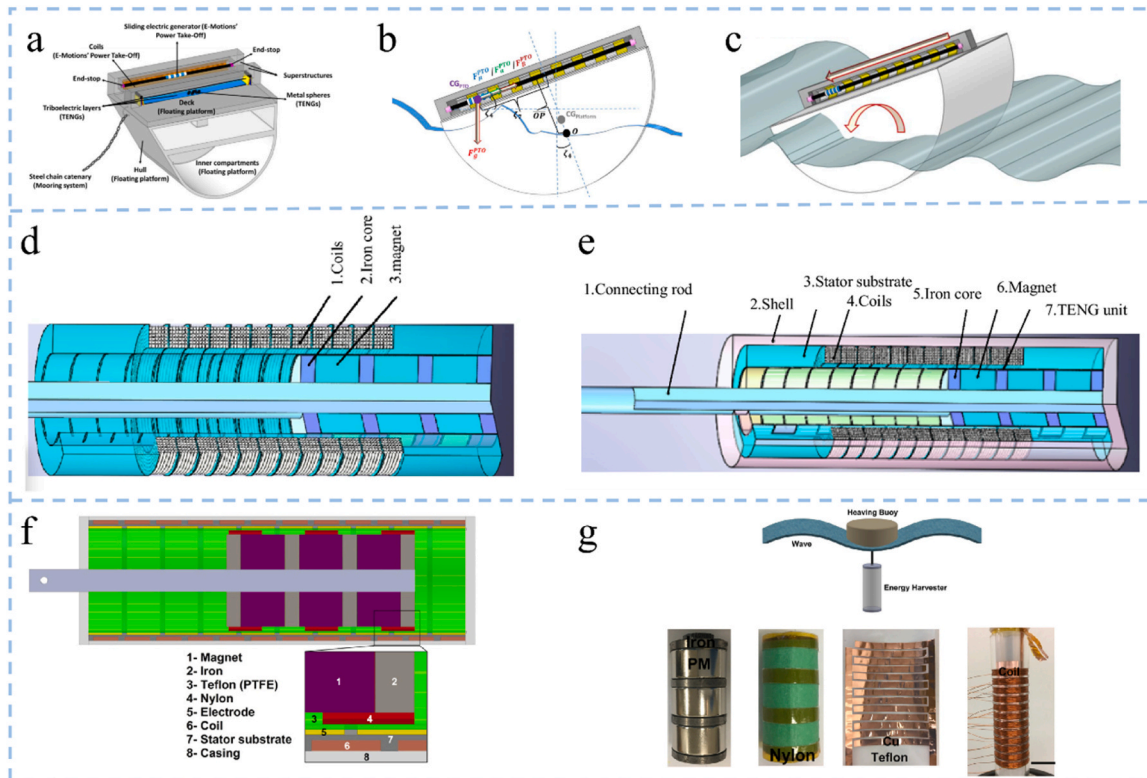 a
Sliding electric generator (E-Motions'
Power Take-Off)
Coils
(E-Motions' Power Take-Off)
End-stop
End-stop
Superstructures
Triboelectric layers
(TENGs)
Deck
(Floating platform)
Metal spheres
(TENGs)
Hull
(Floating platform)
Inner compartments
(Floating platform)
Steel chain catenary
(Mooring system)
b
CG
OP
CG
O
c
d
1.Coils
2.Iron core
3.magnet
e
1.Connecting rod
2.Shell
3.Stator substrate
4.Coils
5.Iron core
6.Magnet
7.TENG unit
f
1- Magnet
2- Iron
3- Teflon (PTFE)
4- Nylon
5- Electrode
6- Coil
7- Stator substrate
8- Casing
1
2
3
4
5
6
7
8
g
Heaving Buoy
Wave
Energy Harvester
Iron
PM
Nylon
Cu
Teflon
Coil